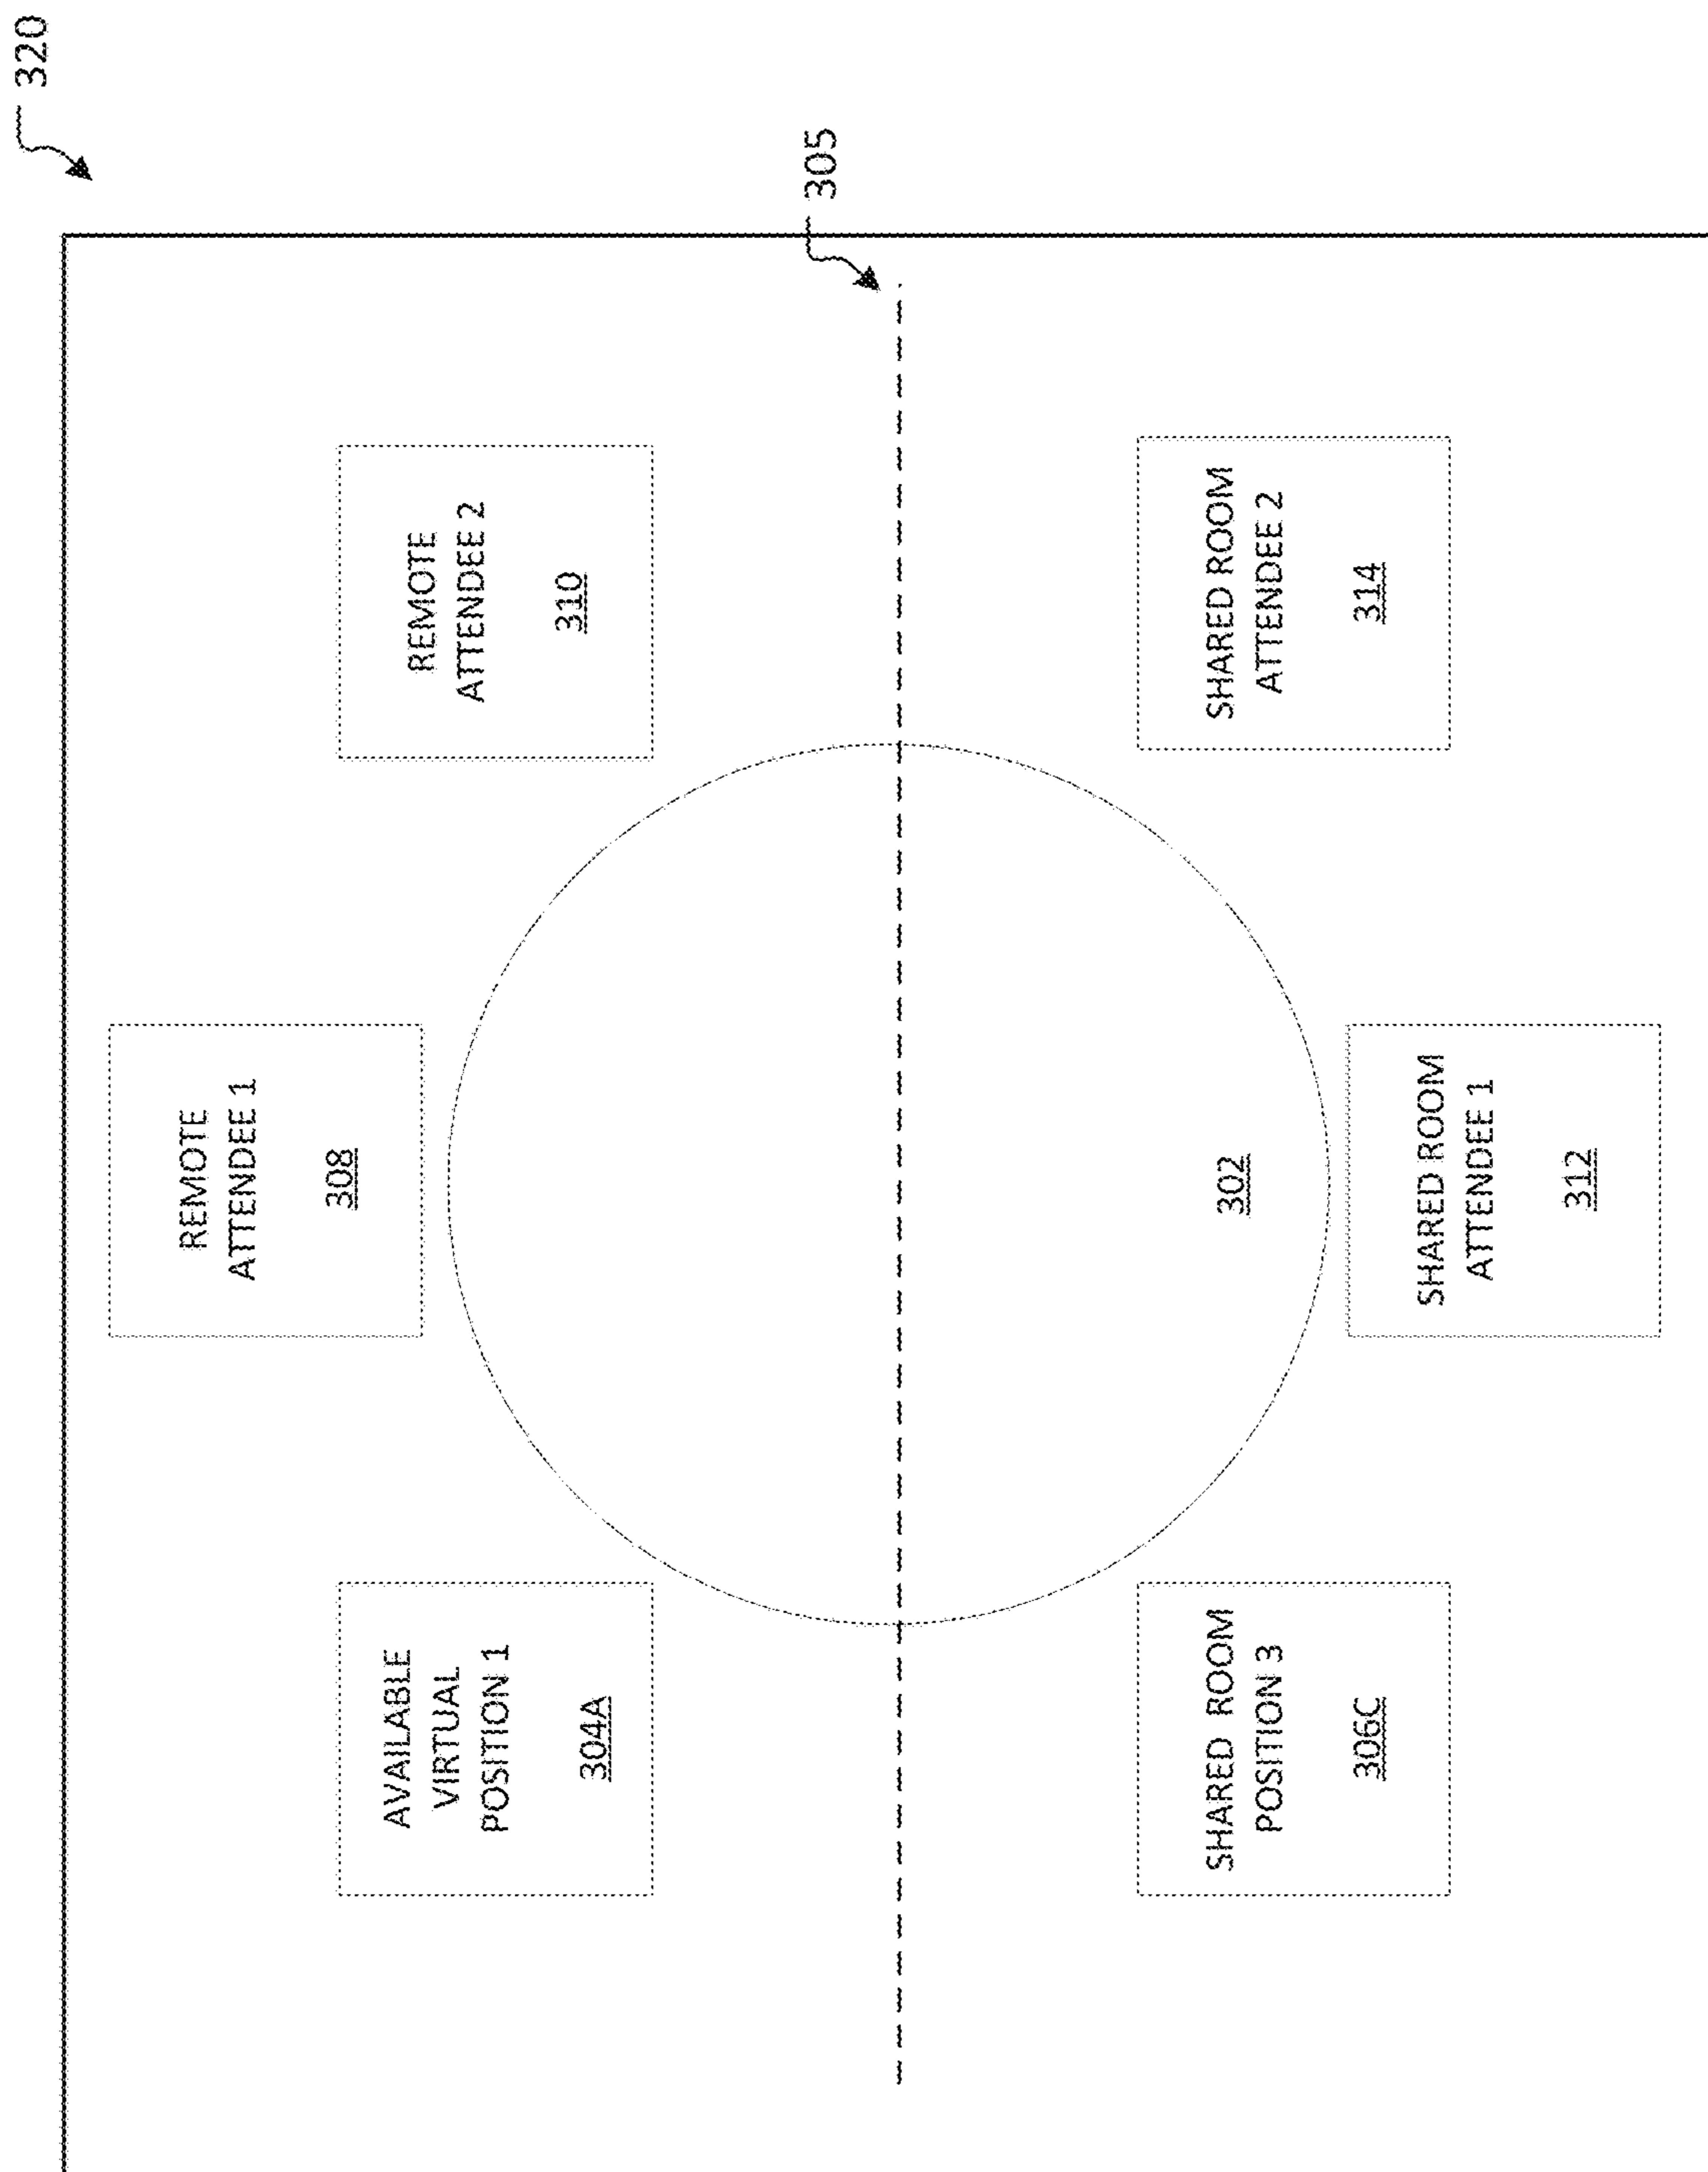 320
305
REMOTE
ATTENDEE 1
308
AVAILABLE
VIRTUAL
POSITION 1
304A
REMOTE
ATTENDEE 2
310
302
SHARED ROOM
POSITION 3
306C
SHARED ROOM
ATTENDEE 1
312
SHARED ROOM
ATTENDEE 2
314